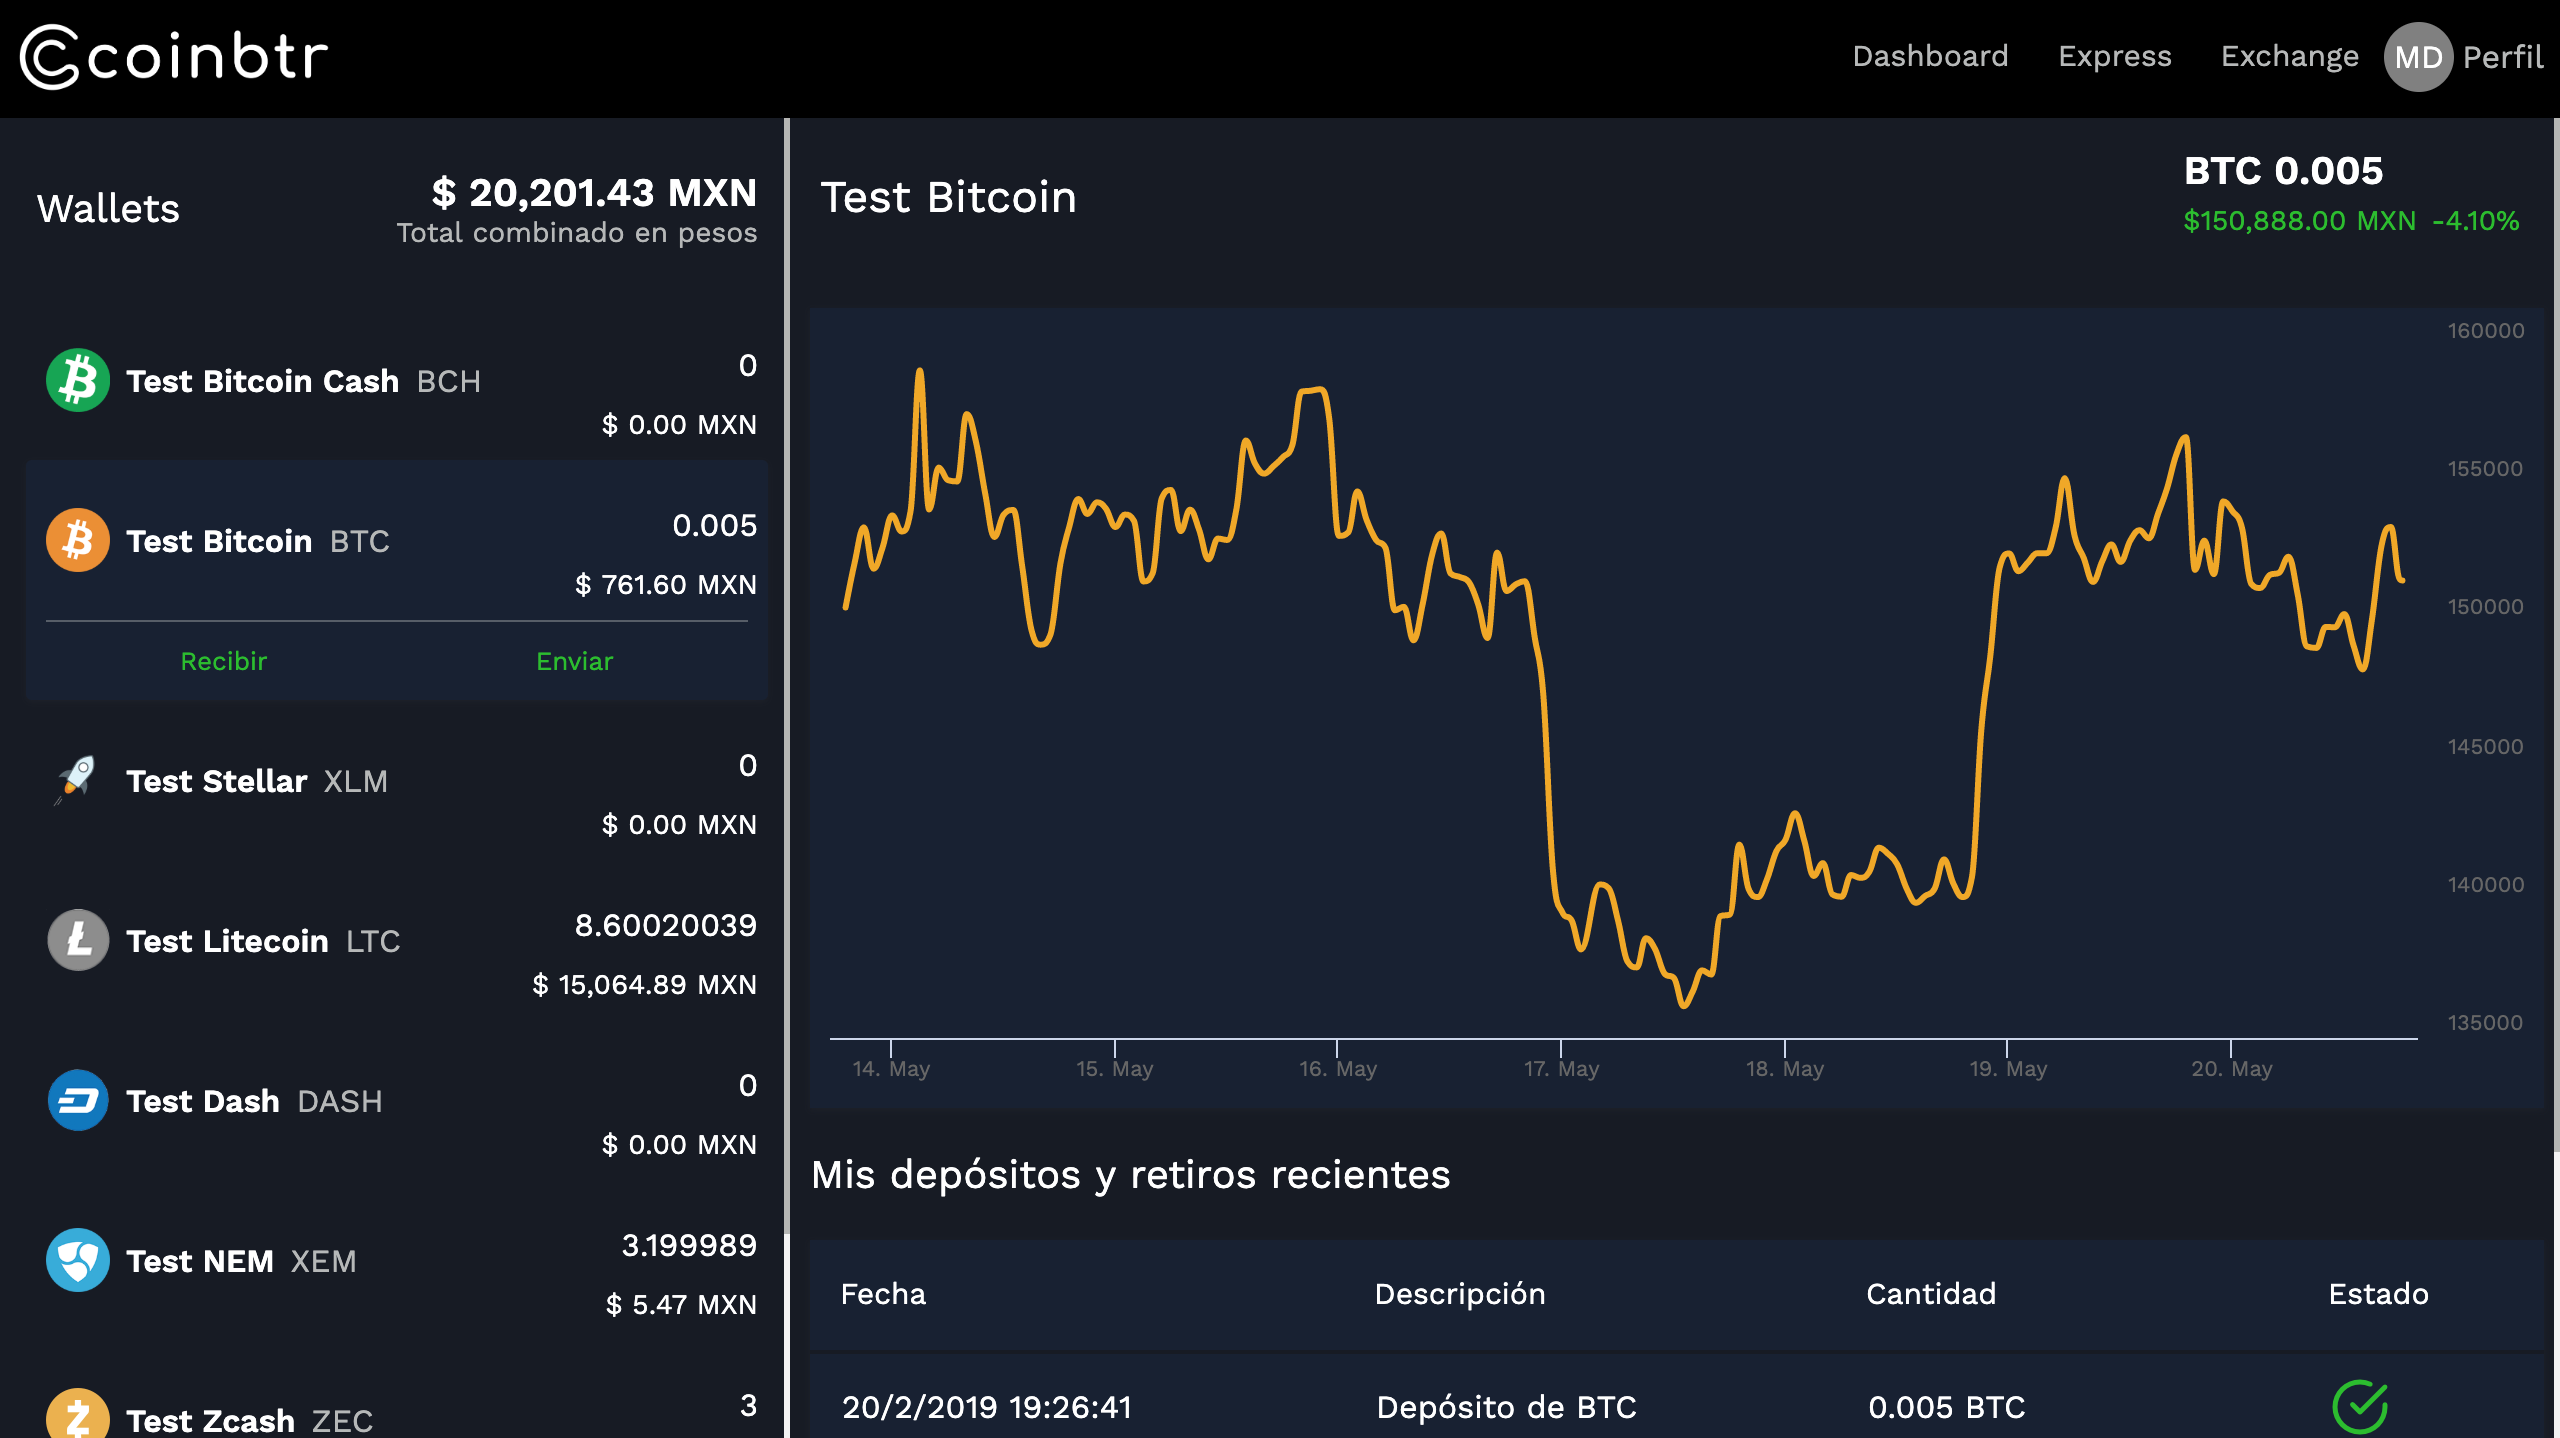 coinbtr
Dashboard Express Exchange MD Perfil
Wallets
$ 20,201.43 MXN
Total combinado en pesos
Test Bitcoin Cash BCH
0
$ 0.00 MXN
Test Bitcoin BTC
0.005
$ 761.60 MXN
Recibir Enviar
Test Stellar XLM
0
$ 0.00 MXN
Test Litecoin LTC
8.60020039
$ 15,064.89 MXN
Test Dash DASH
0
$ 0.00 MXN
Test NEM XEM
3.199989
$ 5.47 MXN
Test Zcash ZEC
3
Test Bitcoin
BTC 0.005
$150,888.00 MXN -4.10%
160000
155000
150000
145000
140000
135000
14. May 15. May 16. May 17. May 18. May 19. May 20. May
Mis depósitos y retiros recientes
Fecha Descripción Cantidad Estado
20/2/2019 19:26:41 Depósito de BTC 0.005 BTC